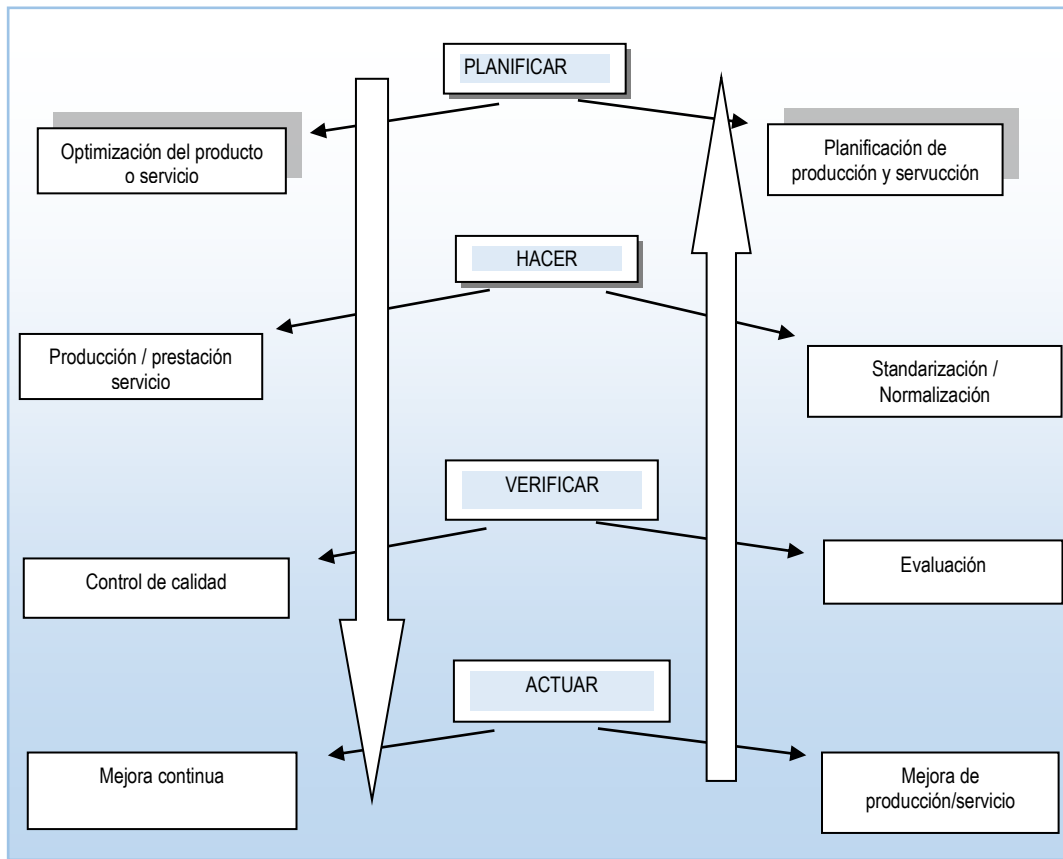 PLANIFICAR
Optimización del producto
o servicio
Planificación de
producción y servucción
HACER
Producción / prestación
servicio
Standarización /
Normalización
VERIFICAR
Control de calidad
Evaluación
ACTUAR
Mejora continua
Mejora de
producción/servicio